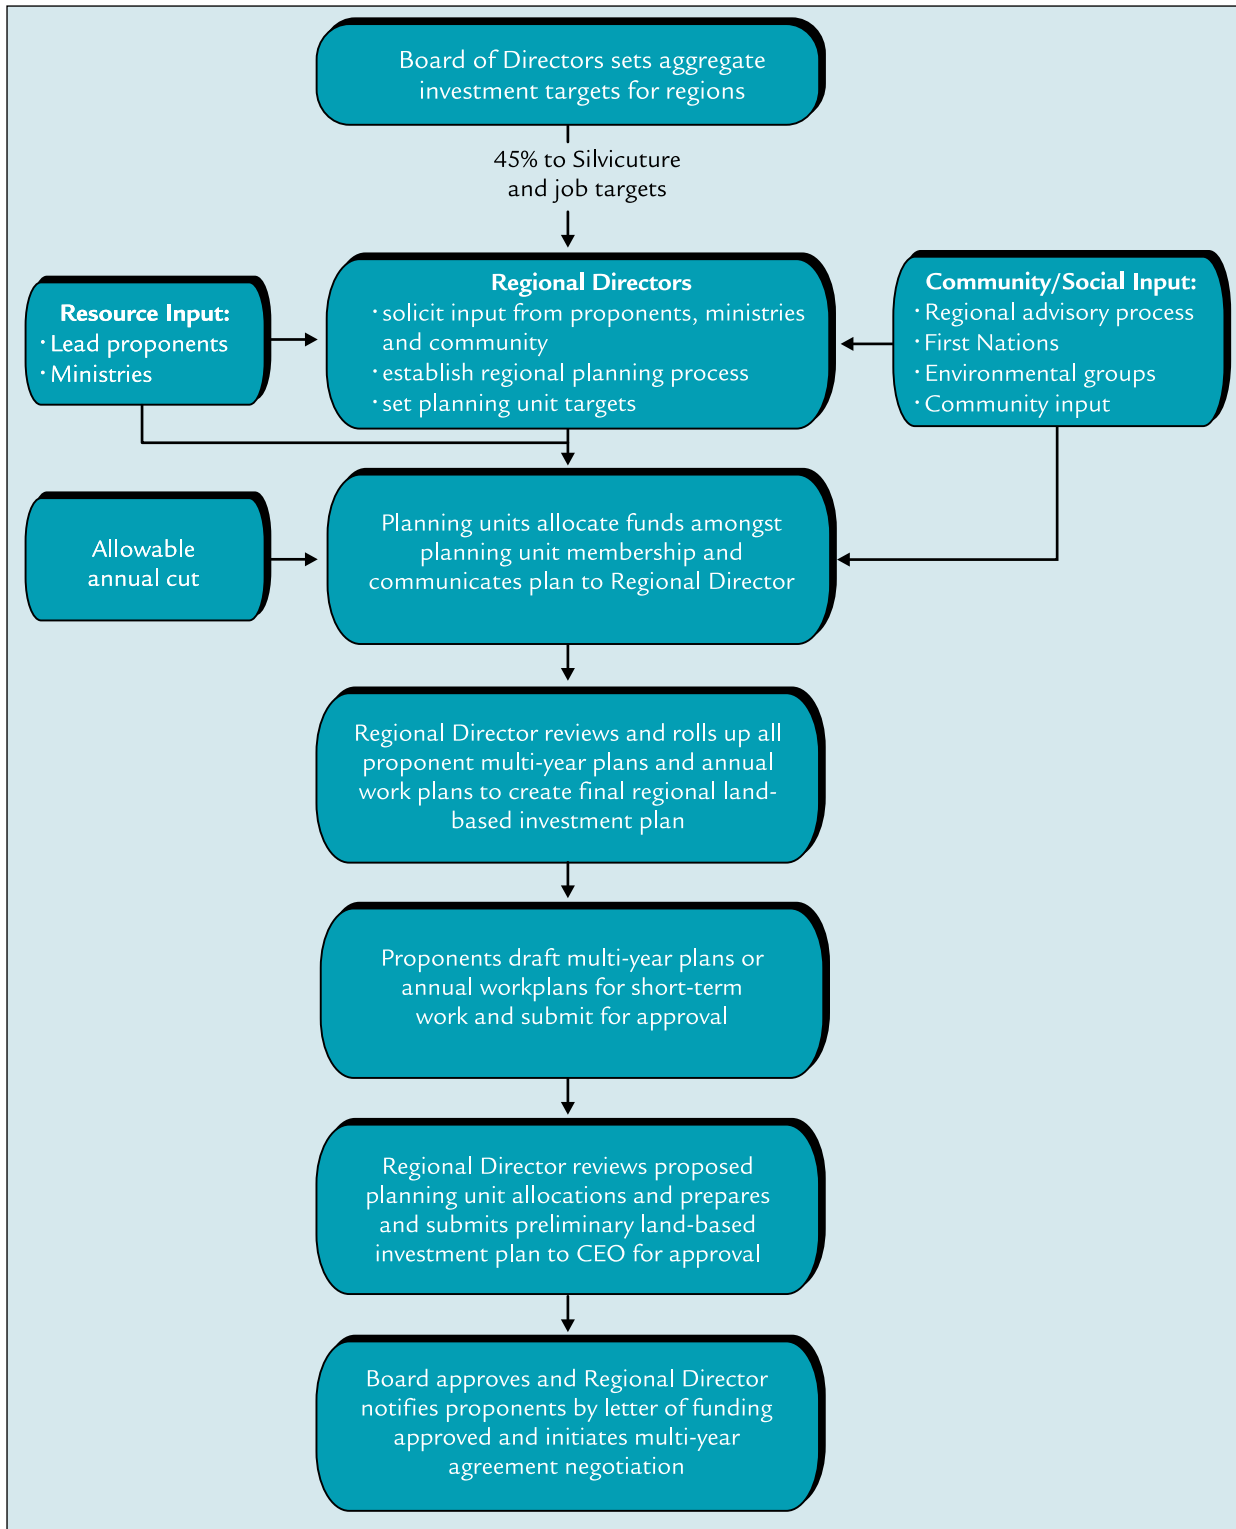 Board of Directors sets aggregate
investment targets for regions
45% to Silvicuture
and job targets
Resource Input:
· Lead proponents
· Ministries
Regional Directors
· solicit input from proponents, ministries
and community
· establish regional planning process
· set planning unit targets
Community/Social Input:
· Regional advisory process
· First Nations
· Environmental groups
· Community input
Allowable
annual cut
Planning units allocate funds amongst
planning unit membership and
communicates plan to Regional Director
Regional Director reviews and rolls up all
proponent multi-year plans and annual
work plans to create final regional land-
based investment plan
Proponents draft multi-year plans or
annual workplans for short-term
work and submit for approval
Regional Director reviews proposed
planning unit allocations and prepares
and submits preliminary land-based
investment plan to CEO for approval
Board approves and Regional Director
notifies proponents by letter of funding
approved and initiates multi-year
agreement negotiation